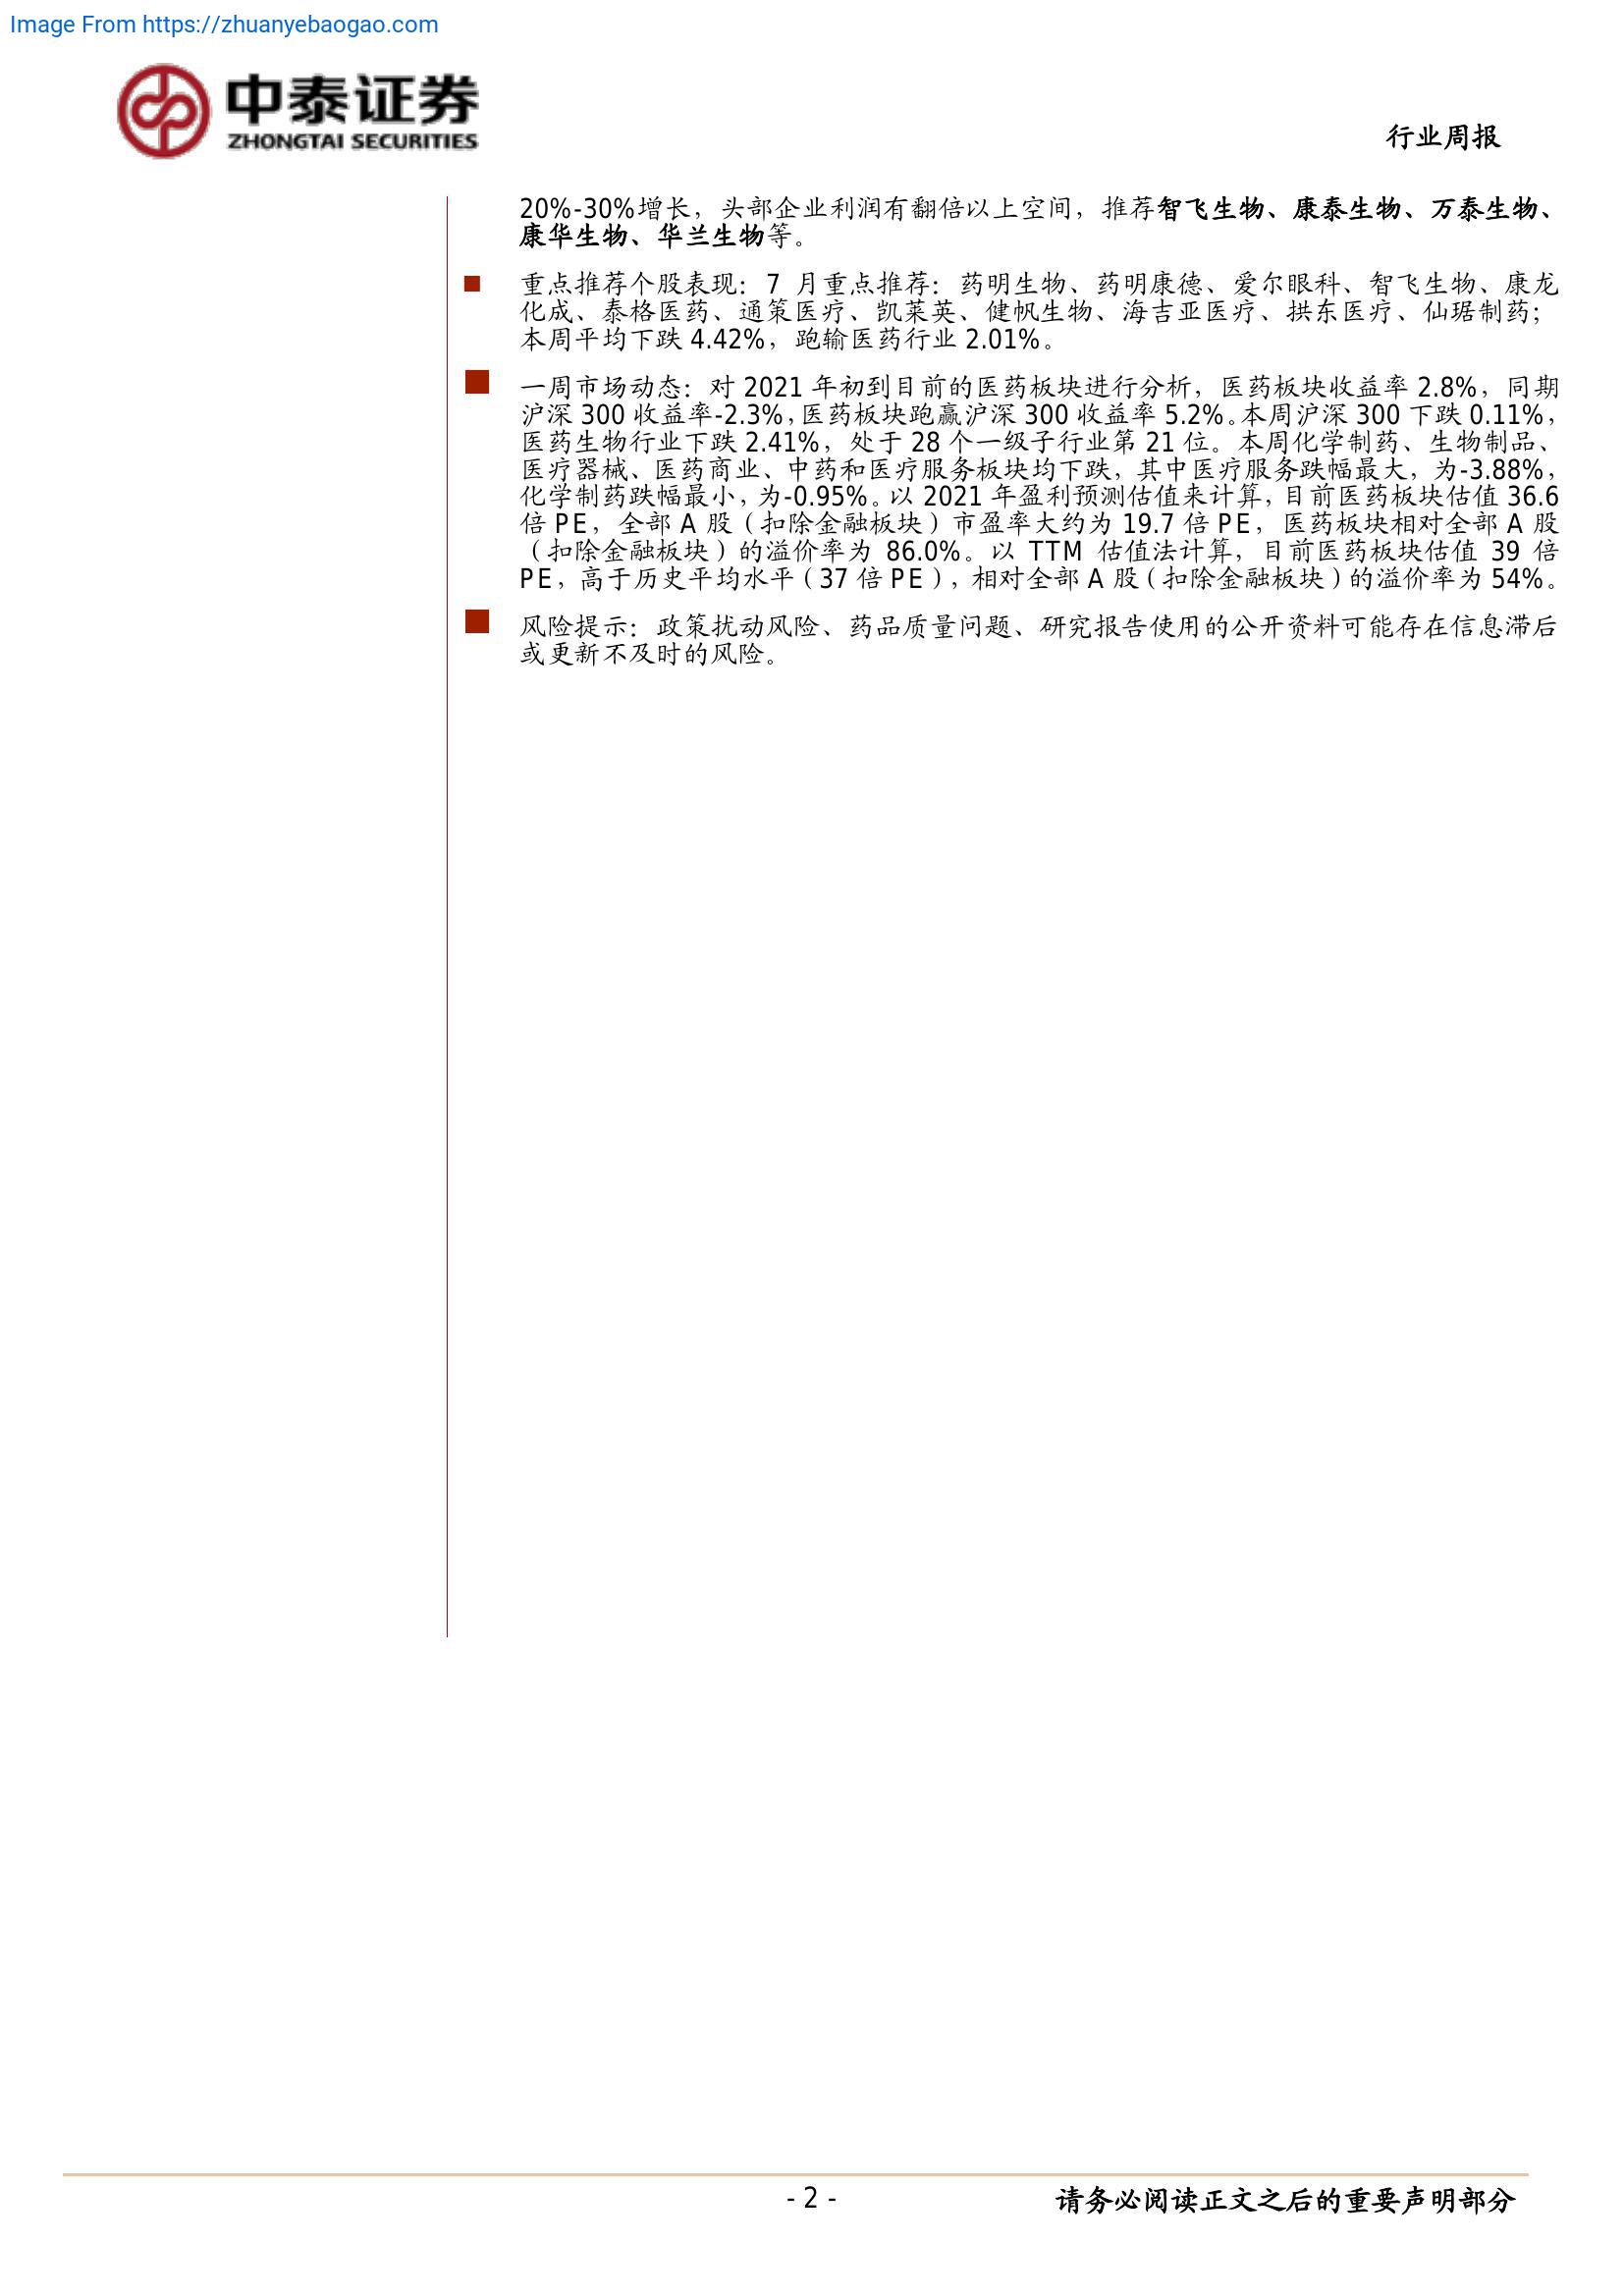 Image From https://zhuanyebaogao.com
中泰证券
ZHONGTAI SECURITIES
行业周报
20%-30%增长，头部企业利润有翻倍以上空间，推荐智飞生物、康泰生物、万泰生物、
康华生物、华兰生物等。
重点推荐个股表现：7 月重点推荐：药明生物、药明康德、爱尔眼科、智飞生物、康龙
化成、泰格医药、通策医疗、凯莱英、健帆生物、海吉亚医疗、拱东医疗、仙琚制药；
本周平均下跌 4.42%，跑输医药行业 2.01%。
一周市场动态：对 2021 年初到目前的医药板块进行分析，医药板块收益率 2.8%，同期
沪深 300 收益率-2.3%，医药板块跑赢沪深 300 收益率 5.2%。本周沪深 300 下跌 0.11%，
医药生物行业下跌 2.41%，处于 28 个一级子行业第 21 位。本周化学制药、生物制品、
医疗器械、医药商业、中药和医疗服务板块均下跌，其中医疗服务跌幅最大，为-3.88%，
化学制药跌幅最小，为-0.95%。以 2021 年盈利预测估值来计算，目前医药板块估值 36.6
倍 PE，全部 A 股（扣除金融板块）市盈率大约为 19.7 倍 PE，医药板块相对全部 A 股
（扣除金融板块）的溢价率为 86.0%。以 TTM 估值法计算，目前医药板块估值 39 倍
PE，高于历史平均水平（37 倍 PE），相对全部 A 股（扣除金融板块）的溢价率为 54%。
风险提示：政策扰动风险、药品质量问题、研究报告使用的公开资料可能存在信息滞后
或更新不及时的风险。
- 2 -
请务必阅读正文之后的重要声明部分